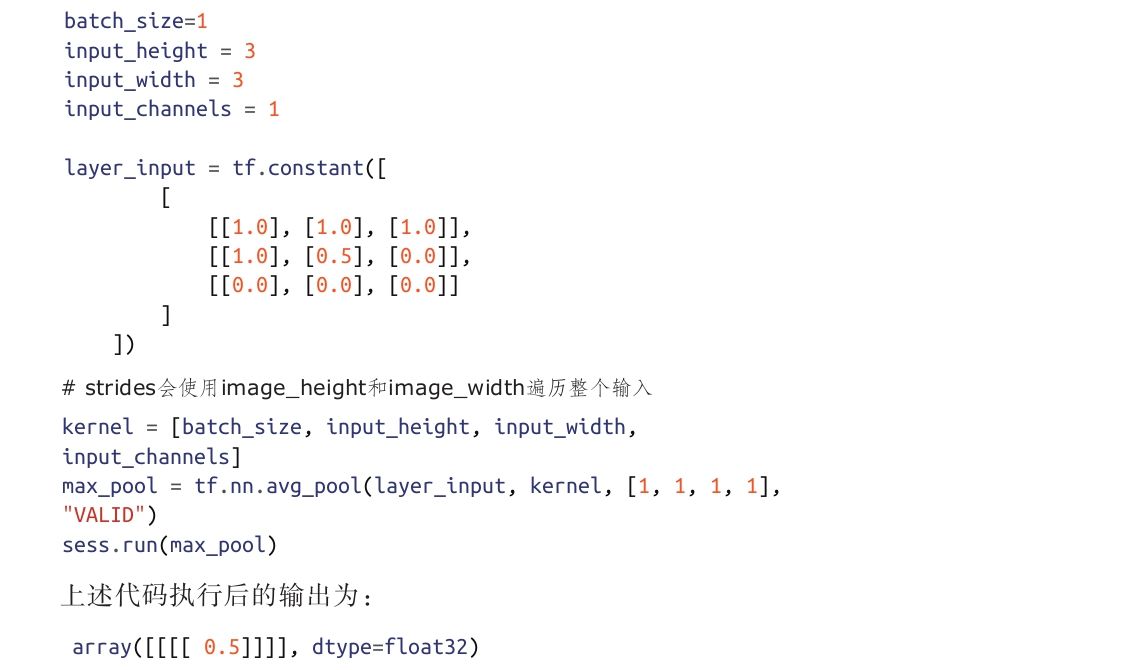 batch_size=1
input_height = 3
input_width = 3
input_channels = 1
layer_input = tf.constant([
[
[[1.0], [1.0], [1.0]],
[[1.0], [0.5], [0.0]],
[[0.0], [0.0], [0.0]]
]
])
# strides会使用image_height和image_width遍历整个输入
kernel = [batch_size, input_height, input_width,
input_channels]
max_pool = tf.nn.avg_pool(layer_input, kernel, [1, 1, 1, 1],
"VALID")
sess.run(max_pool)
上述代码执行后的输出为：
array([[[[ 0.5]]]], dtype=float32)